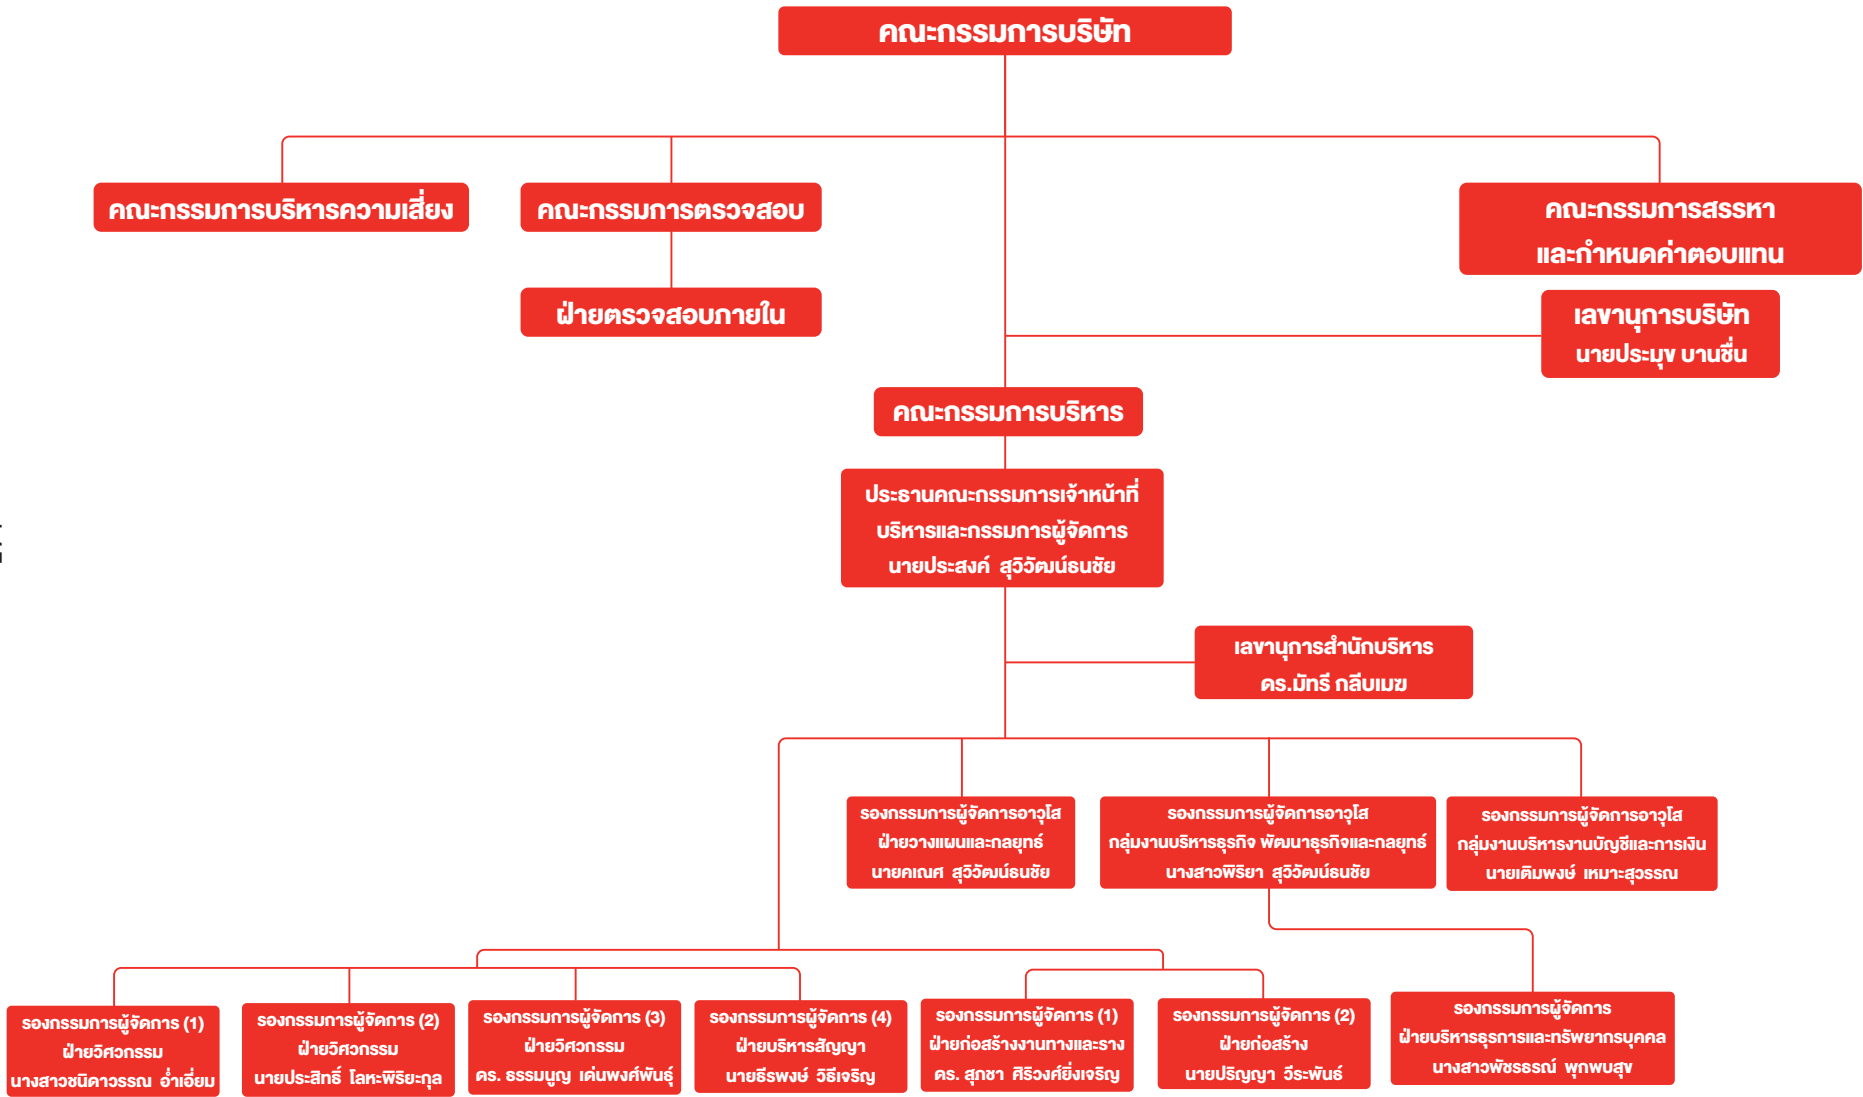 คณะกรรมการบริษัท
คณะกรรมการบริหารความเสี่ยง
คณะกรรมการตรวจสอบ
คณะกรรมการสรรหา
และกำหนดค่าตอบแทน
ฝ่ายตรวจสอบภายใน
เลขานุการบริษัท
นายประมุข บานชื่น
คณะกรรมการบริหาร
ประธานคณะกรรมการเจ้าหน้าที่
บริหารและกรรมการผู้จัดการ
นายประสงค์ สุวิวัฒน์ธนชัย
เลขานุการสำนักบริหาร
ดร.มัทรี กลีบเมฆ
รองกรรมการผู้จัดการอาวุโส
ฝ่ายวางแผนและกลยุทธ์
นายคเณศ สุวิวัฒน์ธนชัย
รองกรรมการผู้จัดการอาวุโส
กลุ่มงานบริหารธุรกิจ พัฒนาธุรกิจและกลยุทธ์
นางสาวพิริยา สุวิวัฒน์ธนชัย
รองกรรมการผู้จัดการอาวุโส
กลุ่มงานบริหารงานบัญชีและการเงิน
นายเติมพงษ์ เหมาะสุวรรณ
รองกรรมการผู้จัดการ (1)
ฝ่ายวิศวกรรม
นางสาวชนิดาวรรณ อ่ำเอี่ยม
รองกรรมการผู้จัดการ (2)
ฝ่ายวิศวกรรม
นายประสิทธิ์ โลหะพิริยะกุล
รองกรรมการผู้จัดการ (3)
ฝ่ายวิศวกรรม
ดร. ธรรมนูญ เด่นพงศ์พันธุ์
รองกรรมการผู้จัดการ (4)
ฝ่ายบริหารสัญญา
นายธีรพงษ์ วิธีเจริญ
รองกรรมการผู้จัดการ (1)
ฝ่ายก่อสร้างงานทางและราง
ดร. สุภชา ศิริวงศ์ยิ่งเจริญ
รองกรรมการผู้จัดการ (2)
ฝ่ายก่อสร้าง
นายปริญญา วีระพันธ์
รองกรรมการผู้จัดการ
ฝ่ายบริหารธุรการและทรัพยากรบุคคล
นางสาวพัชรธรณ์ พุกพบสุข